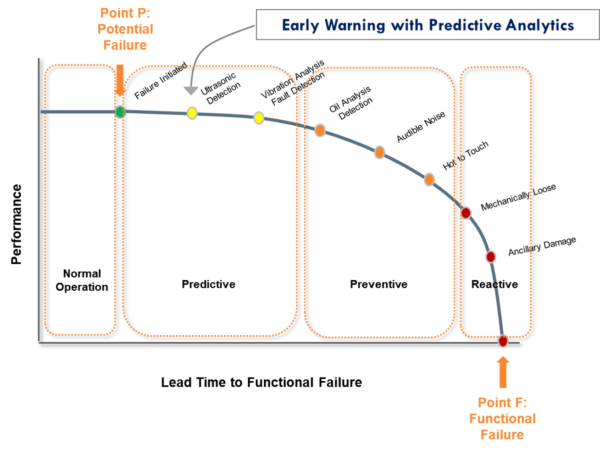 Point P:
Potential
Failure
Early Warning with Predictive Analytics
Failure Initiated
Ultrasonic
Detection
Vibration Analysis
Fault Detection
Oil Analysis
Detection
Audible Noise
Hot to Touch
Mechanically Loose
Ancillary Damage
Performance
Normal
Operation
Predictive
Preventive
Reactive
Lead Time to Functional Failure
Point F:
Functional
Failure